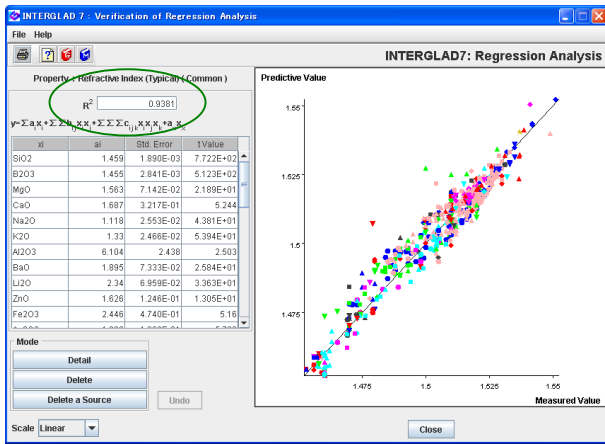 INTERGLAD 7 : Verification of Regression Analysis
File Help
INTERGLAD7: Regression Analysis
Property : Refractive Index (Typical) ( Common )
R2 0.9381
xi ai Std. Error t Value
SiO2 1.459 1.890E-03 7.722E+02
B2O3 1.455 2.841E-03 5.123E+02
MgO 1.563 7.142E-02 2.189E+01
CaO 1.687 3.217E-01 5.244
Na2O 1.118 2.553E-02 4.381E+01
K2O 1.33 2.466E-02 5.394E+01
Al2O3 6.104 2.438 2.503
BaO 1.895 7.333E-02 2.584E+01
Li2O 2.34 6.959E-02 3.363E+01
ZnO 1.626 1.246E-01 1.305E+01
Fe2O3 2.446 4.740E-01 5.16
Mode
Detail
Delete
Delete a Source
Undo
Scale Linear
Predictive Value
1.55
1.525
1.5
1.475
1.475 1.5 1.525 1.55
Measured Value
Close